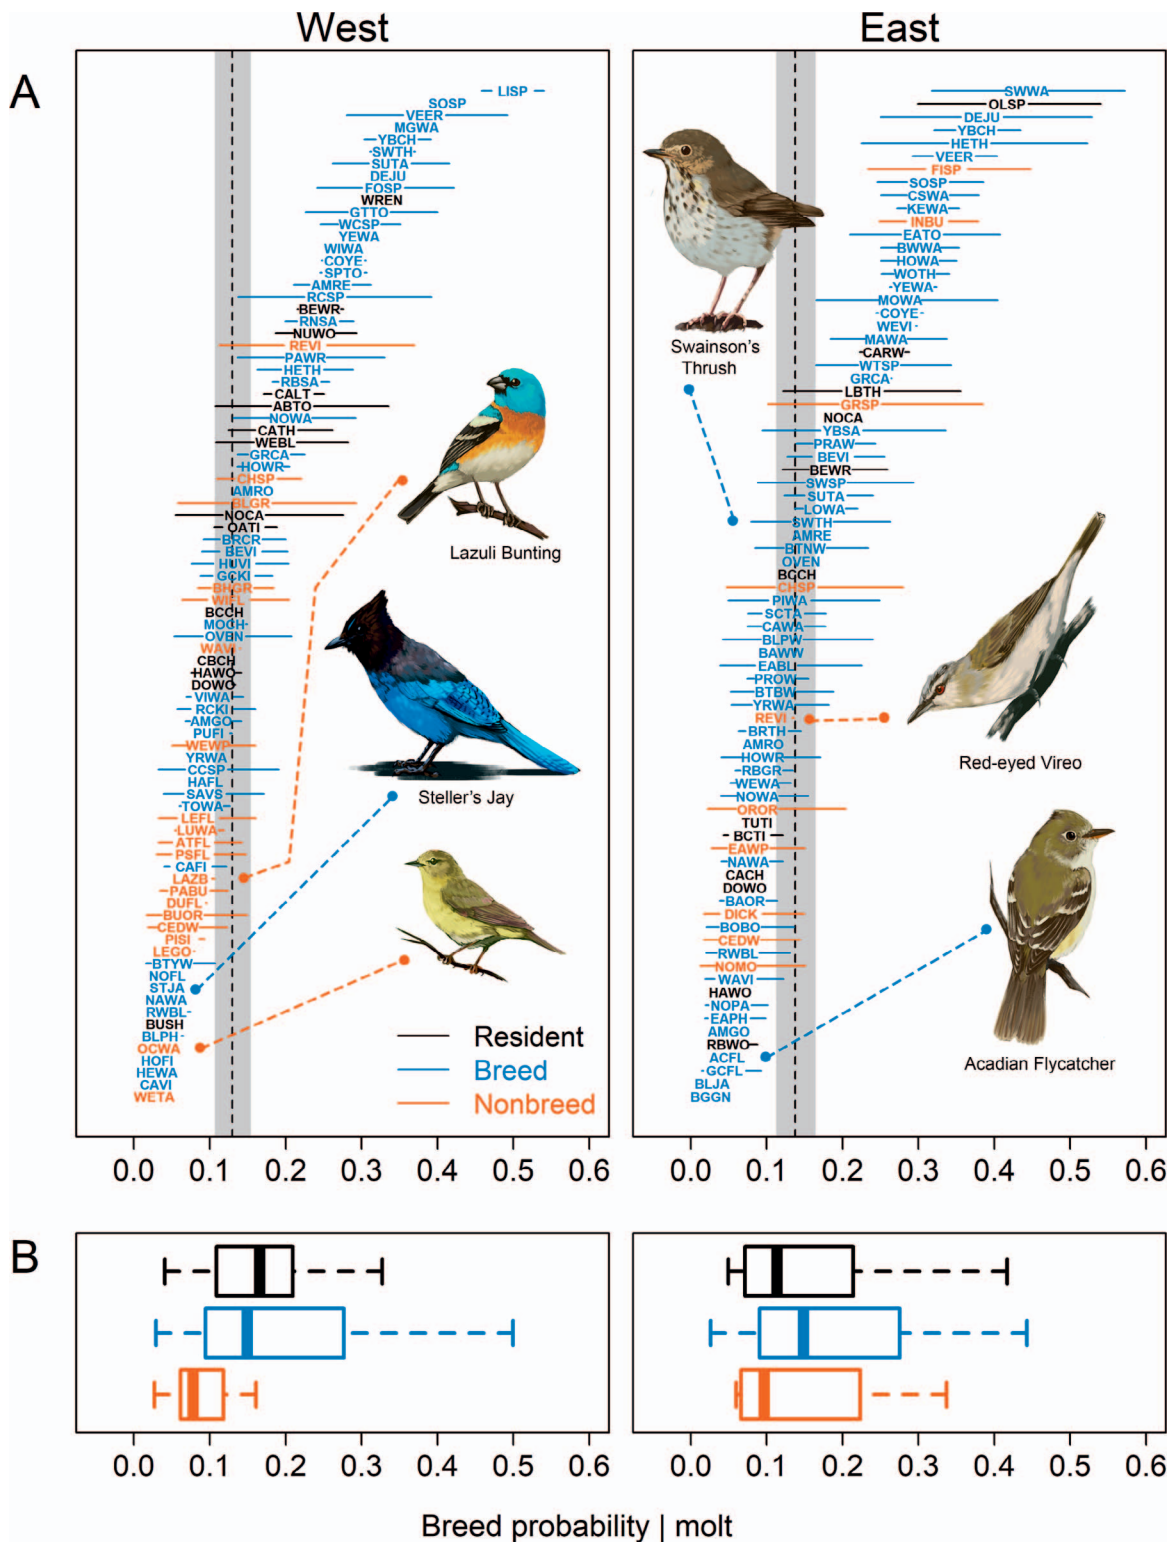 West
East
A
LISP
SOSP
VEER
MGWA
YBCH
SWTH
SUTA
DEJU
FOSP
WREN
GTTO
WCSP
YEWA
WIWA
COYE
SPTO
AMRE
RCSP
BEWR
RNSA
NUWO
REVI
PAWR
HETH
RBSA
CALT
ABTO
NOWA
CATH
WEBL
GRCA
HOWR
CHSP
AMRO
BLGR
NOCA
OATI
BRCR
BEVI
HUVI
GCKI
BHGR
WIFL
BCCH
MOCH
OVEN
WAVI
CBCH
HAWO
DOWO
VIWA
RCKI
AMGO
PUFI
WEWP
YRWA
CCSP
HAFL
SAVS
TOWA
LEFL
LUWA
ATFL
PSFL
CAFI
LAZB
PABU
DUFL
BUOR
CEDW
PISI
LEGO
BTYW
NOFL
STJA
NAWA
RWBL
BUSH
BLPH
OCWA
HOFI
HEWA
CAVI
WETA
Lazuli Bunting
Steller's Jay
Resident
Breed
Nonbreed
0.0 0.1 0.2 0.3 0.4 0.5 0.6
SWWA
OLSP
DEJU
YBCH
HETH
VEER
FISP
SOSP
CSWA
KEWA
INBU
EATO
BWWA
HOWA
WOTH
YEWA
MOWA
COYE
WEVI
MAWA
CARW
WTSP
GRCA
LBTH
GRSP
NOCA
YBSA
PRAW
BEVI
BEWR
SWSP
SUTA
LOWA
SWTH
AMRE
BTNW
OVEN
BCCH
CHSP
PIWA
SCTA
CAWA
BLPW
BAWW
EABL
PROW
BTBW
YRWA
REVI
BRTH
AMRO
HOWR
RBGR
WEWA
NOWA
OROR
TUTI
BCTI
EAWP
NAWA
CACH
DOWO
BAOR
DICK
BOBO
CEDW
RWBL
NOMO
WAVI
HAWO
NOPA
EAPH
AMGO
RBWO
ACFL
GCFL
BLJA
BGGN
Swainson's
Thrush
Red-eyed Vireo
Acadian Flycatcher
0.0 0.1 0.2 0.3 0.4 0.5 0.6
B
0.0 0.1 0.2 0.3 0.4 0.5 0.6
0.0 0.1 0.2 0.3 0.4 0.5 0.6
Breed probability | molt